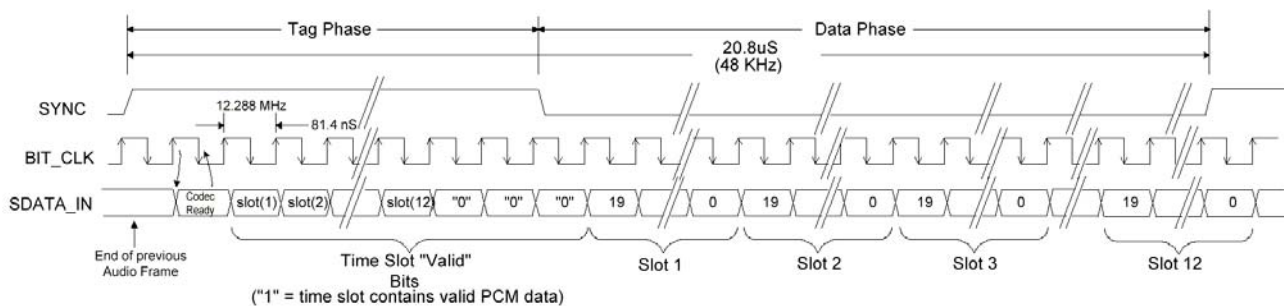 Tag Phase
Data Phase
20.8uS
(48 KHz)
SYNC
12.288 MHz
81.4 nS
BIT_CLK
SDATA_IN
Codec
Ready
slot(1)
slot(2)
slot(12)
"0"
"0"
"0"
19
0
19
0
19
0
19
0
End of previous
Audio Frame
Time Slot "Valid"
Bits
("1" = time slot contains valid PCM data)
Slot 1
Slot 2
Slot 3
Slot 12